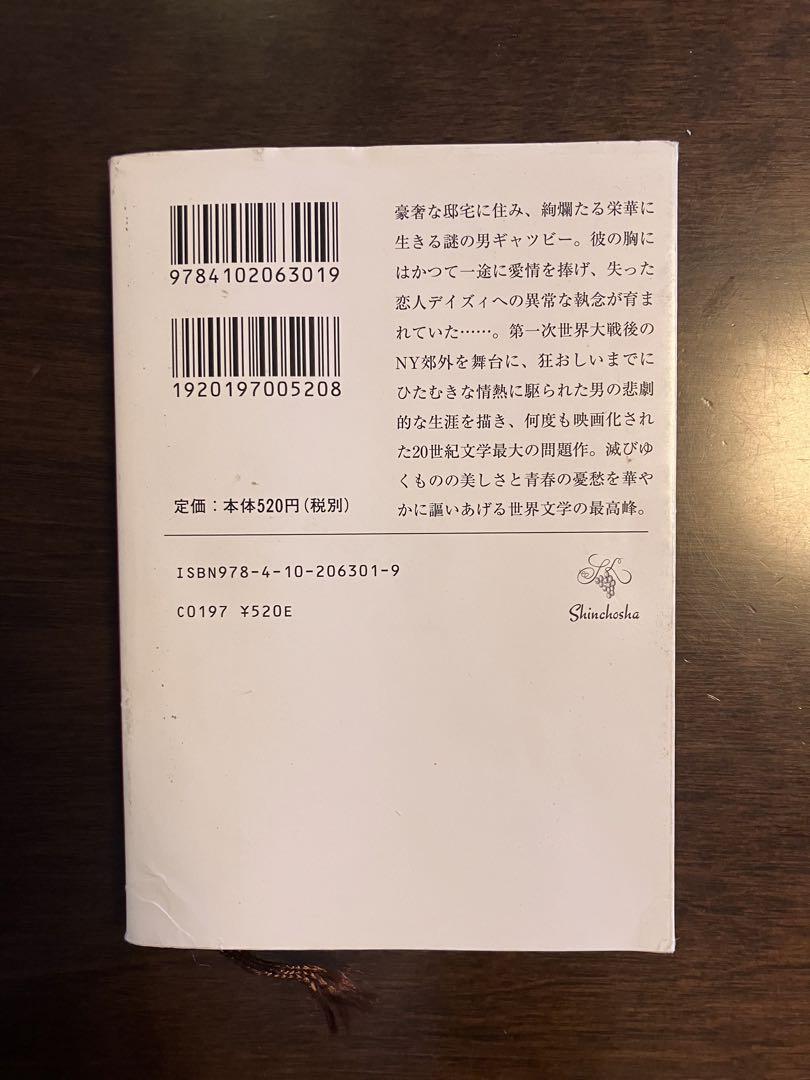 9784102063019
1920197005208
定価：本体520円(税別)
豪奢な邸宅に住み、絢爛たる栄華に
生きる謎の男ギャツビー。彼の胸に
はかつて一途に愛情を捧げ、失った
恋人デイズィへの異常な執念が育ま
れていた……。第一次世界大戦後の
NY郊外を舞台に、狂おしいまでに
ひたむきな情熱に駆られた男の悲劇
的な生涯を描き、何度も映画化され
た20世紀文学最大の問題作。滅びゆ
くものの美しさと青春の憂愁を華や
かに謳いあげる世界文学の最高峰。
ISBN978-4-10-206301-9
C0197 ¥520E
SK
Shinchosha